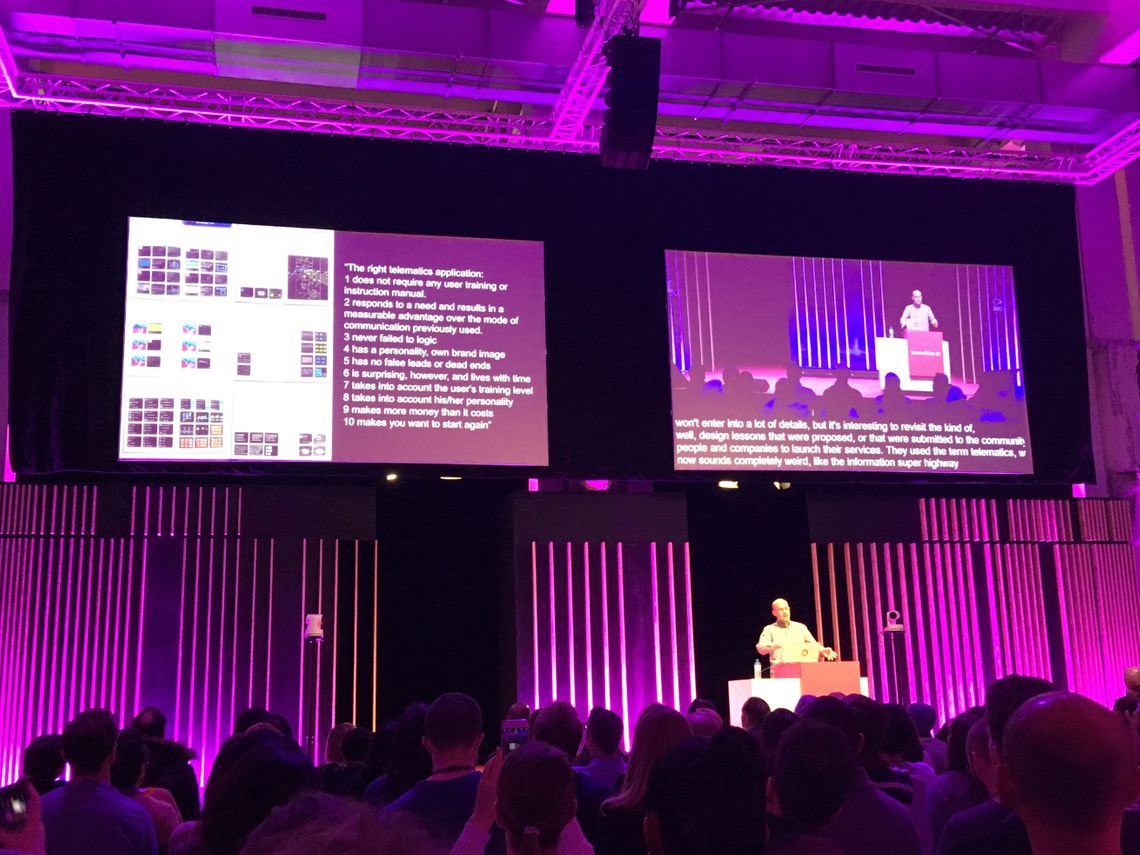 "The right telematics application:
1 does not require any user training or
instruction manual.
2 responds to a need and results in a
measurable advantage over the mode of
communication previously used.
3 never failed to logic
4 has a personality, own brand image
5 has no false leads or dead ends
6 is surprising, however, and lives with time
7 takes into account the user's training level
8 takes into account his/her personality
9 makes more money than it costs
10 makes you want to start again"
won't enter into a lot of details, but it's interesting to revisit the kind of,
well, design lessons that were proposed, or that were submitted to the
people and companies to launch their services. They used the term telematics,
now sounds completely weird, like the information super highway